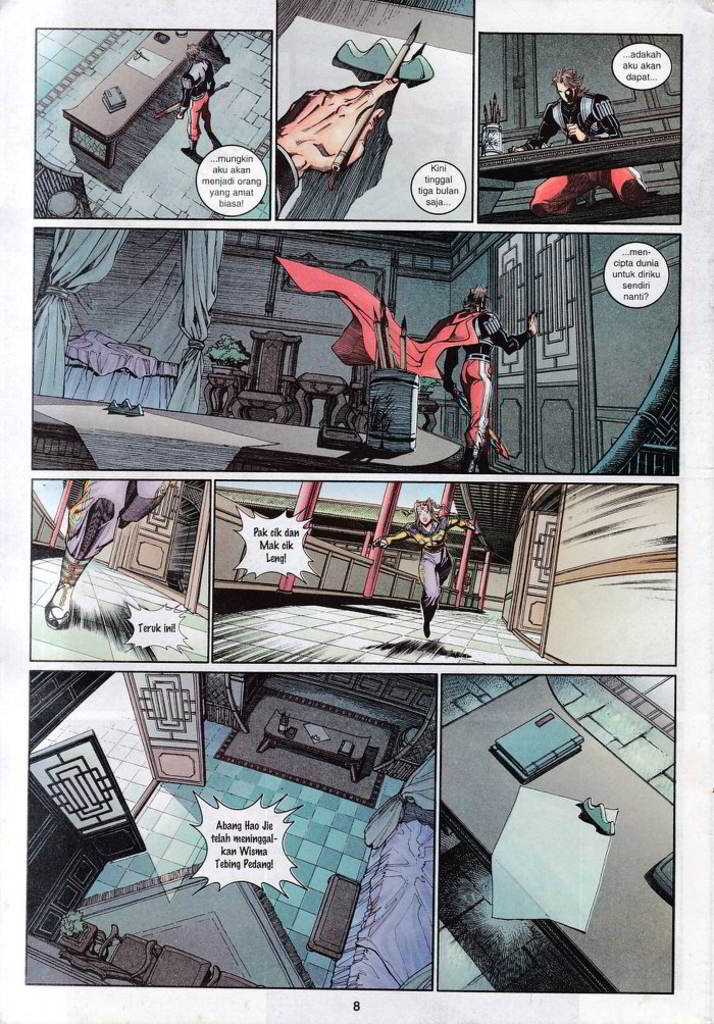 ...mungkin
aku akan
menjadi orang
yang amat
biasa!
Kini
tinggal
tiga bulan
saja...
...adakah
aku akan
dapat...
...men-
cipta dunia
untuk diriku
sendiri
nanti?
Teruk ini!
Pak cik dan
Mak cik
Leng!
Abang Hao Jie
telah meninggal-
kan Wisma
Tebing Pedang!
8